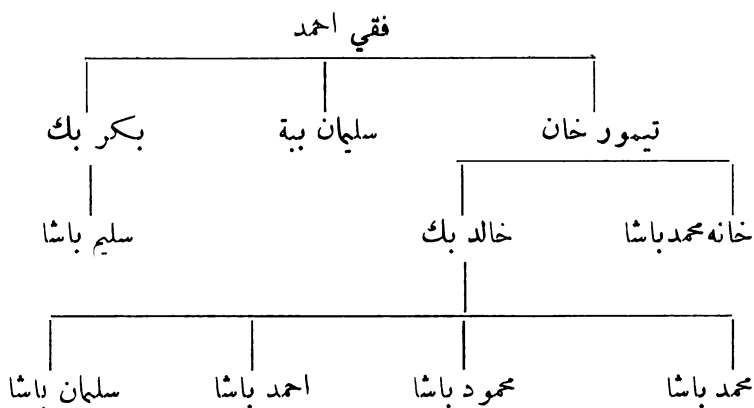 فقي احمد
تيمور خان سليمان ببة بكر بك
خانه محمد باشا خالد بك سليم باشا
محمد باشا محمود باشا احمد باشا سليمان باشا